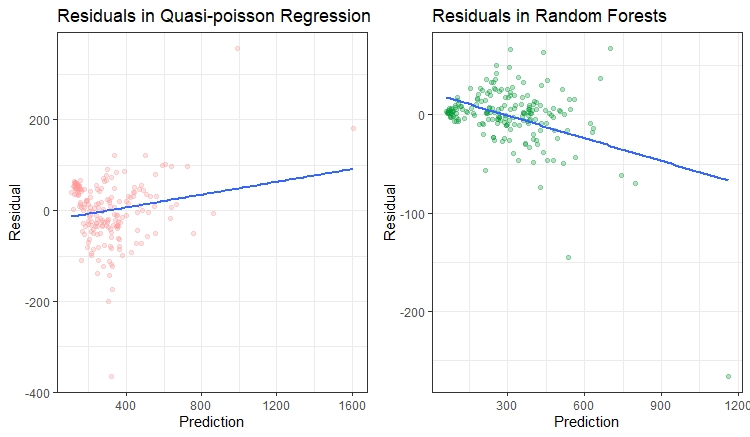 Residuals in Quasi-poisson Regression
Residual
200
0
-200
-400
400
800
1200
1600
Prediction
Residuals in Random Forests
Residual
0
-100
-200
300
600
900
1200
Prediction